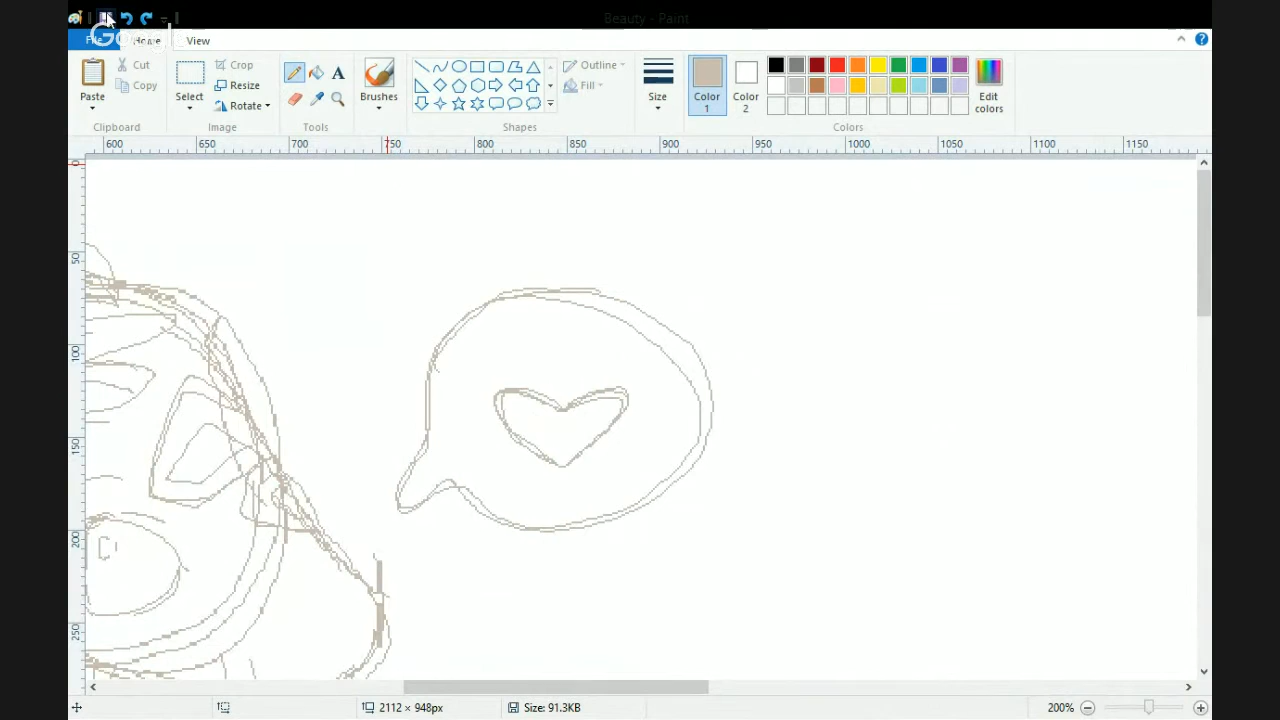 Beauty - Paint
Google
File Home View
Paste Cut Copy
Clipboard
Select Crop Resize Rotate
Image
A
Tools
Brushes
Outline Fill
Shapes
Size
Color 1
Color 2
Edit colors
Colors
600 650 700 750 800 850 900 950 1000 1050 1100 1150
0
50
100
150
200
250
2112 × 948px Size: 91.3KB 200%